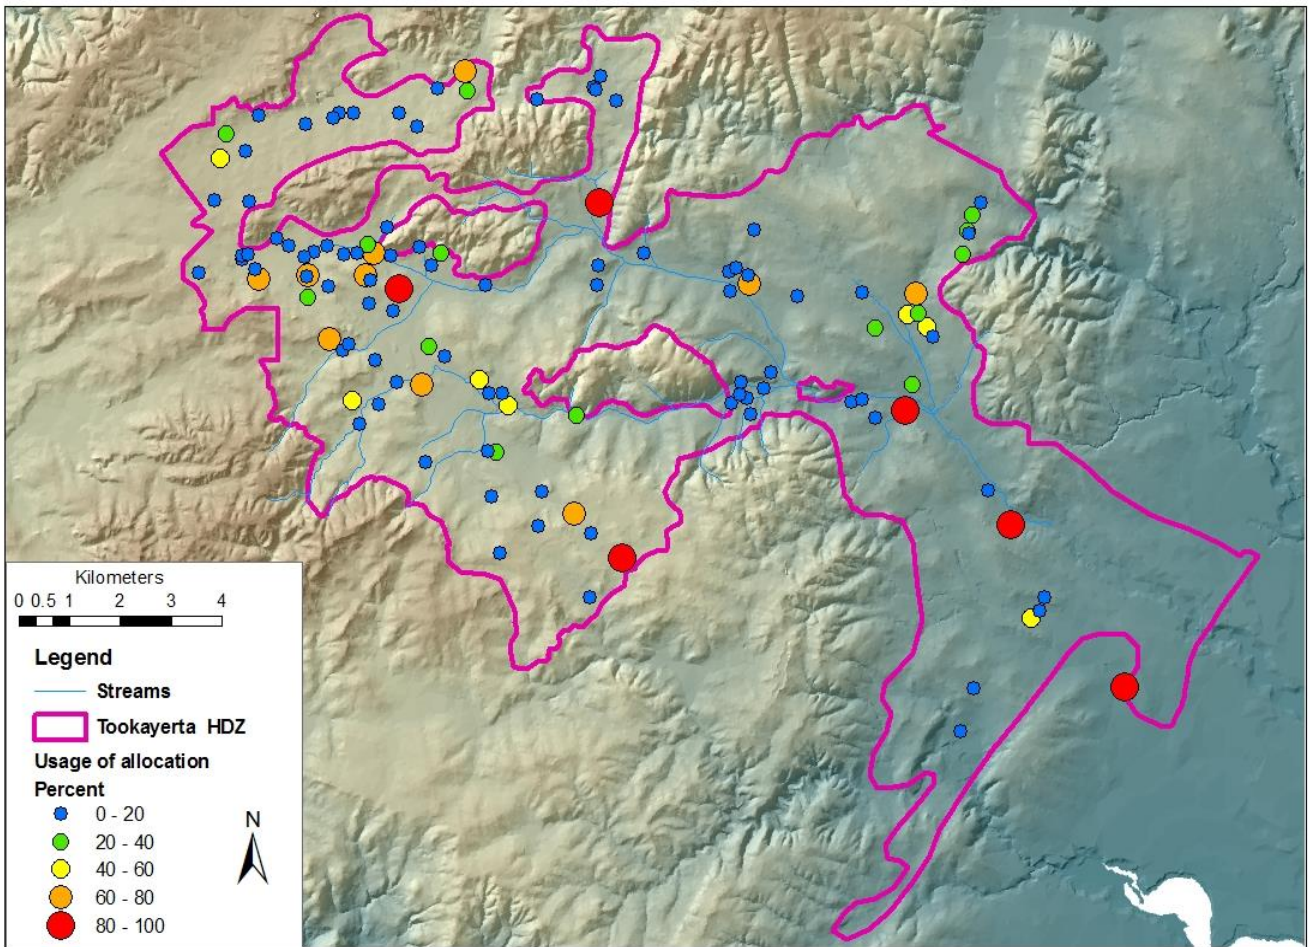 Kilometers
0 0.5 1 2 3 4
Legend
Streams
Tookayerta HDZ
Usage of allocation
Percent
0 - 20
N
20 - 40
40 - 60
60 - 80
80 - 100